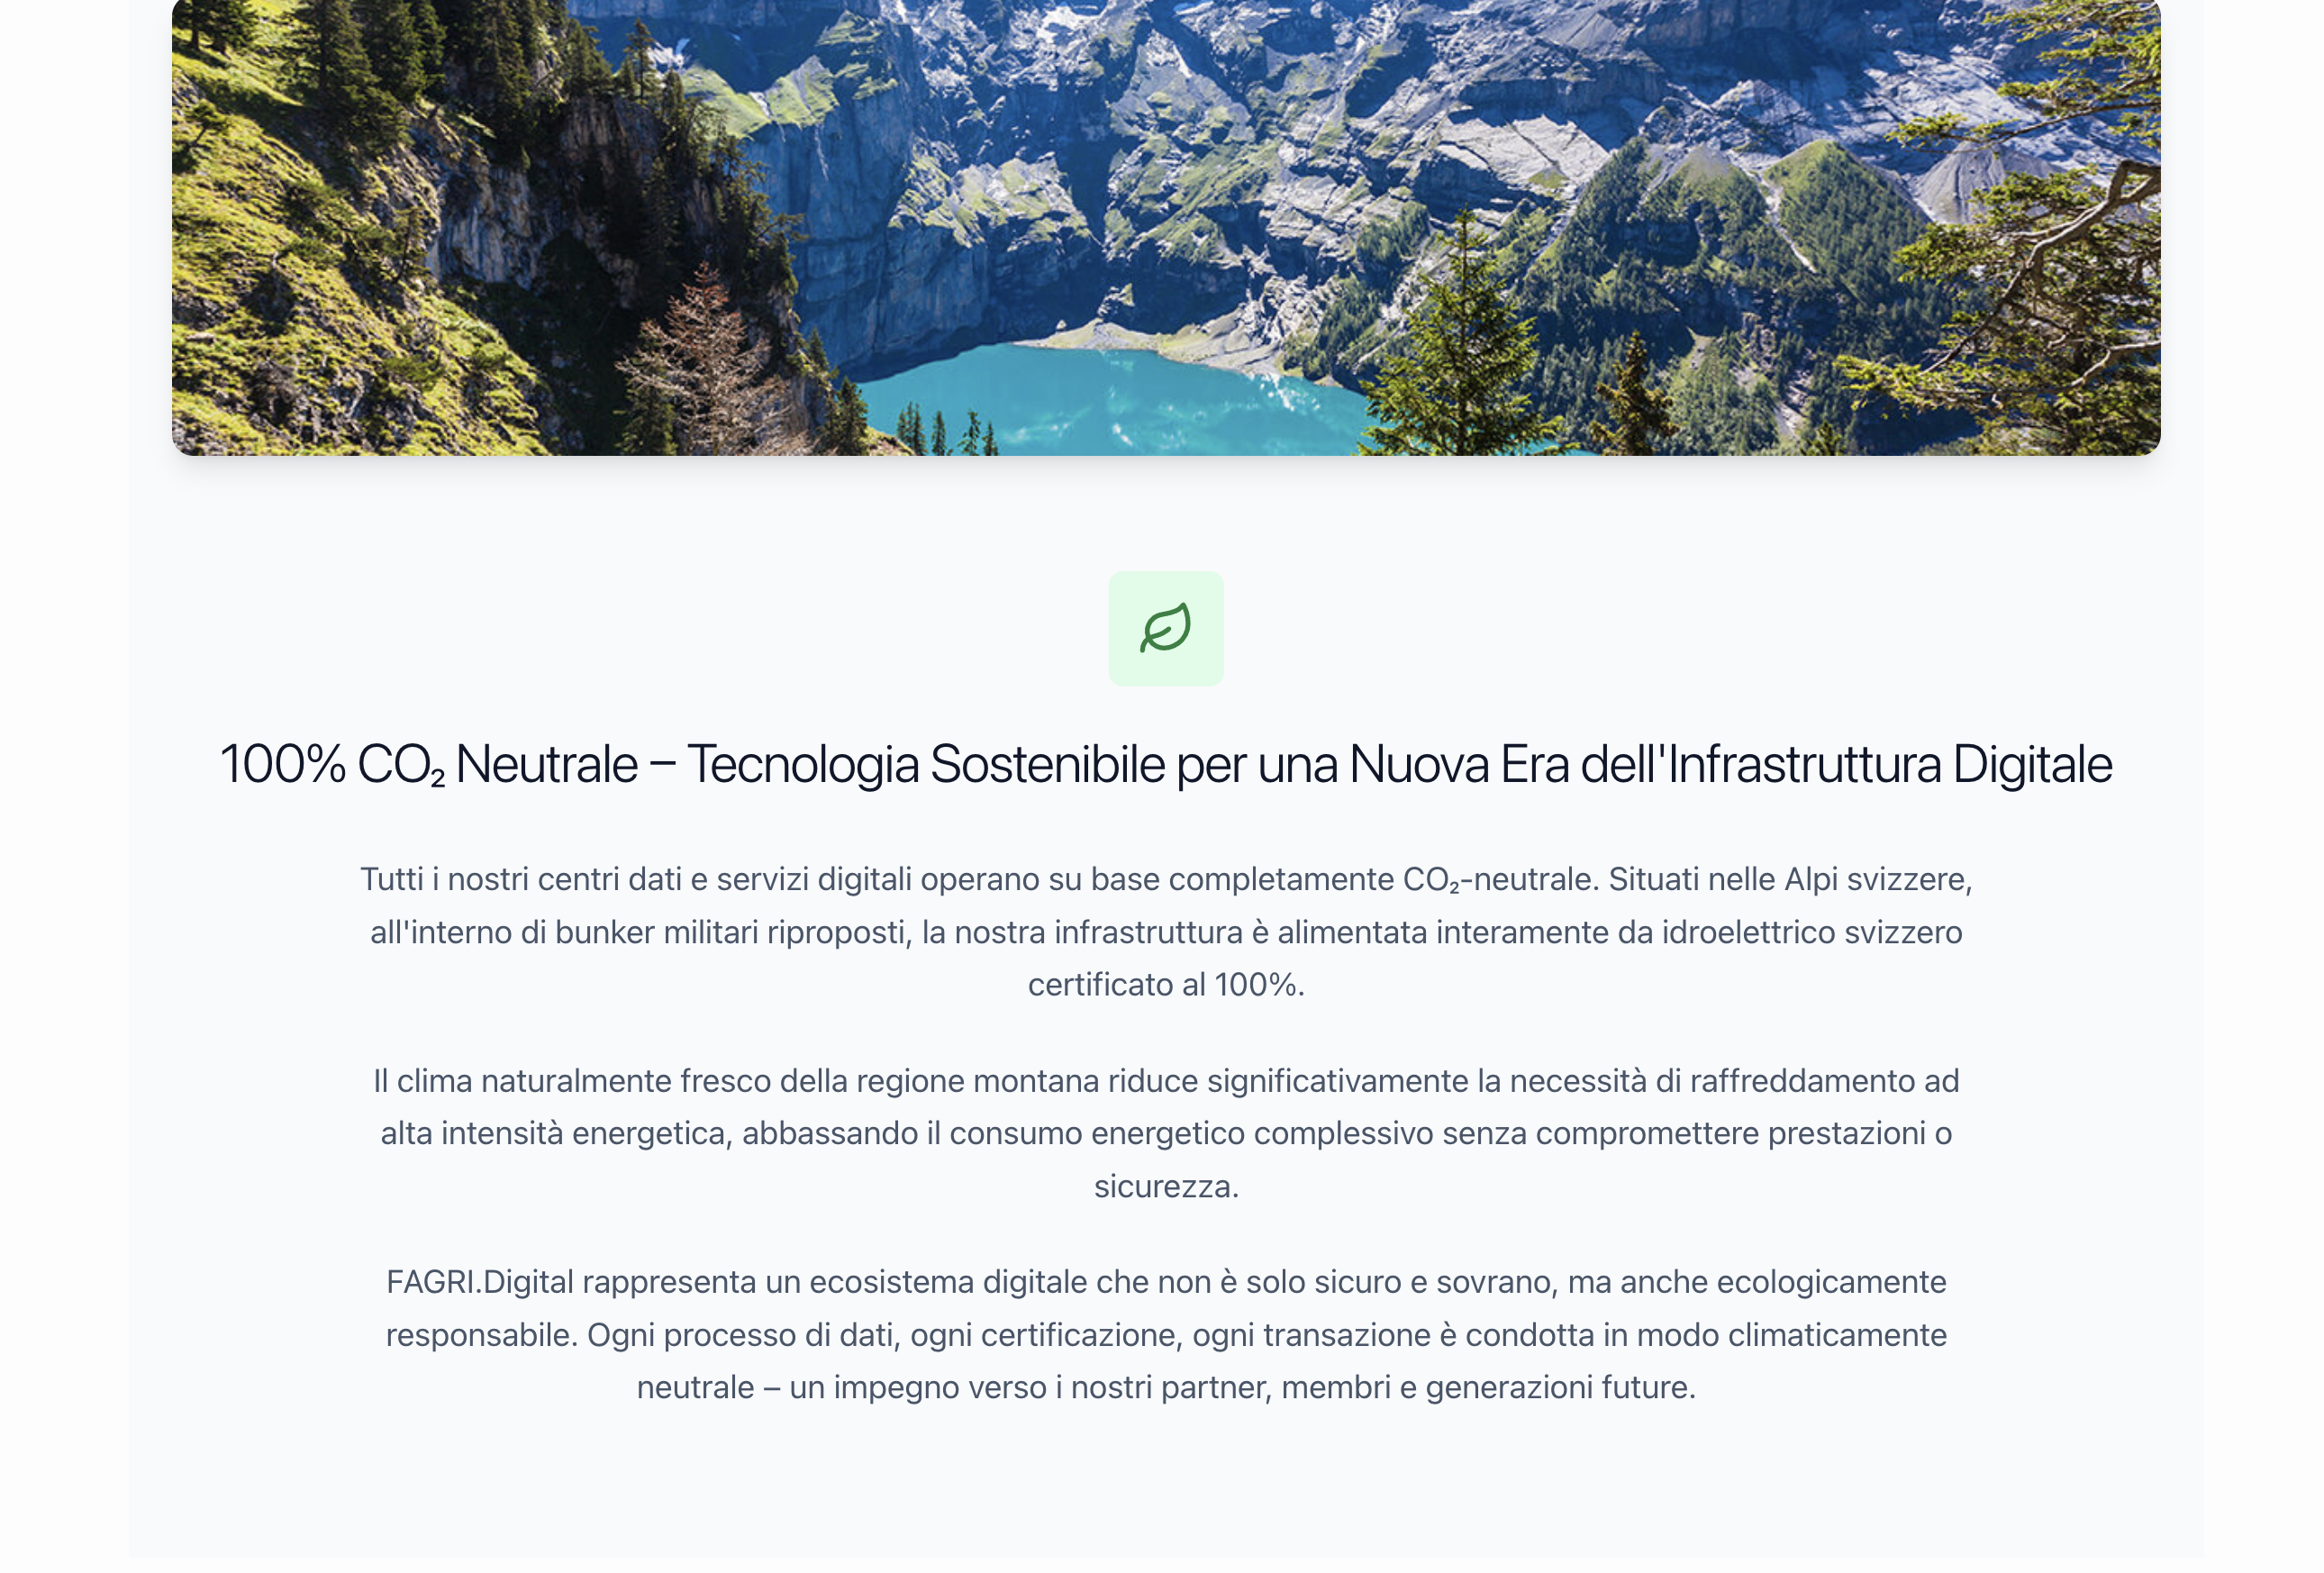 100% CO₂ Neutrale – Tecnologia Sostenibile per una Nuova Era dell'Infrastruttura Digitale
Tutti i nostri centri dati e servizi digitali operano su base completamente CO₂-neutrale. Situati nelle Alpi svizzere,
all'interno di bunker militari riproposti, la nostra infrastruttura è alimentata interamente da idroelettrico svizzero
certificato al 100%.
Il clima naturalmente fresco della regione montana riduce significativamente la necessità di raffreddamento ad
alta intensità energetica, abbassando il consumo energetico complessivo senza compromettere prestazioni o
sicurezza.
FAGRI.Digital rappresenta un ecosistema digitale che non è solo sicuro e sovrano, ma anche ecologicamente
responsabile. Ogni processo di dati, ogni certificazione, ogni transazione è condotta in modo climaticamente
neutrale – un impegno verso i nostri partner, membri e generazioni future.